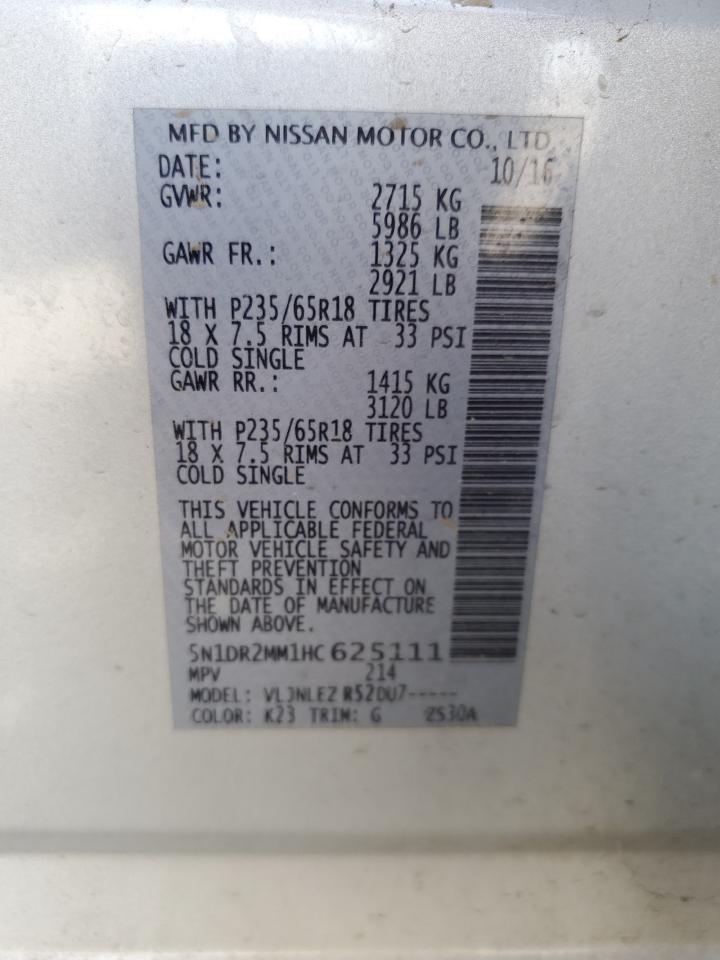 MFD BY NISSAN MOTOR CO., LTD.
DATE: 10/16
GVWR: 2715 KG
5986 LB
GAWR FR.: 1325 KG
2921 LB
WITH P235/65R18 TIRES
18 X 7.5 RIMS AT 33 PSI
COLD SINGLE
GAWR RR.: 1415 KG
3120 LB
WITH P235/65R18 TIRES
18 X 7.5 RIMS AT 33 PSI
COLD SINGLE
THIS VEHICLE CONFORMS TO
ALL APPLICABLE FEDERAL
MOTOR VEHICLE SAFETY AND
THEFT PREVENTION
STANDARDS IN EFFECT ON
THE DATE OF MANUFACTURE
SHOWN ABOVE.
5N1DR2MM1HC625111
MPV 214
MODEL: VLJNLEZ R52DU7-----
COLOR: K23 TRIM: G 2S30A